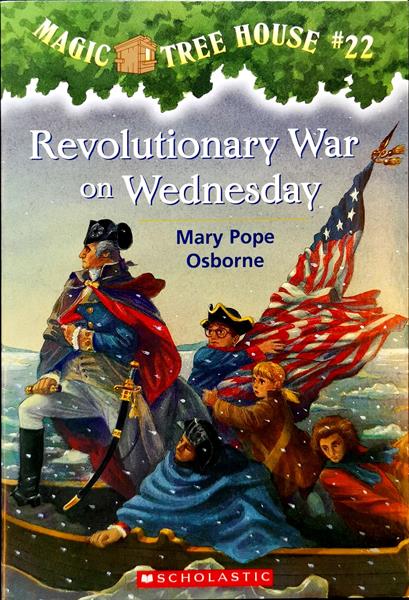 MAGIC TREE HOUSE #22
Revolutionary War
on Wednesday
Mary Pope
Osborne
SCHOLASTIC